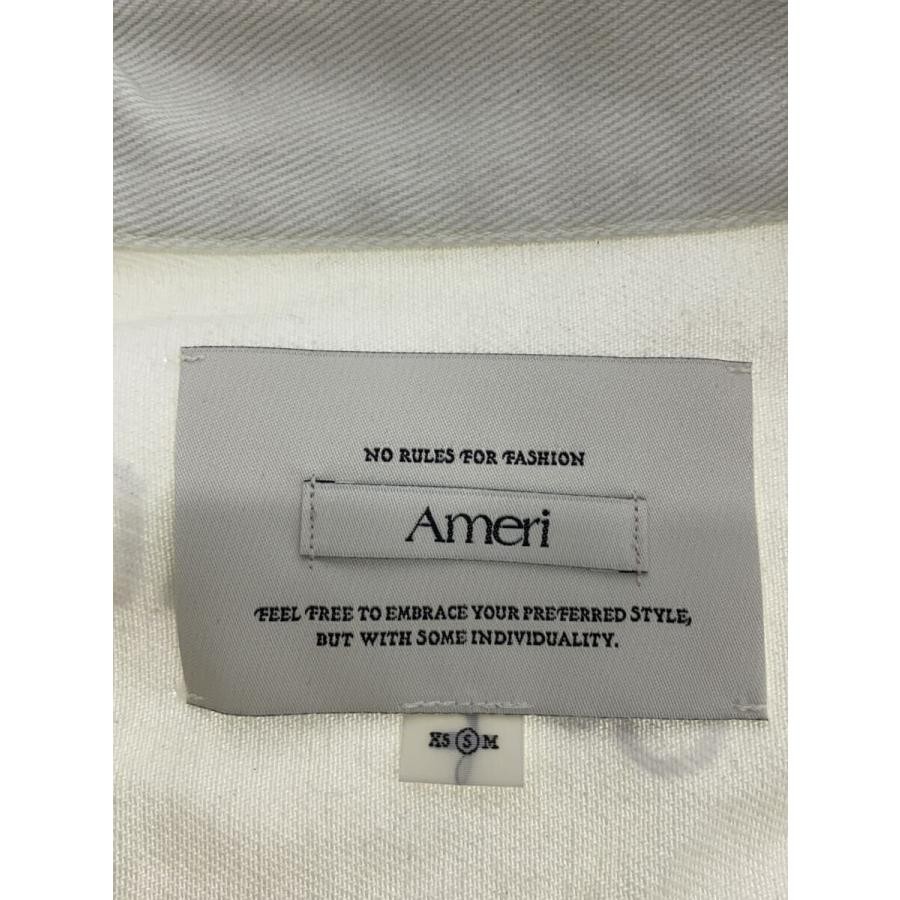 NO RULES FOR FASHION
Ameri
FEEL FREE TO EMBRACE YOUR PREFERRED STYLE,
BUT WITH SOME INDIVIDUALITY.
XS S M